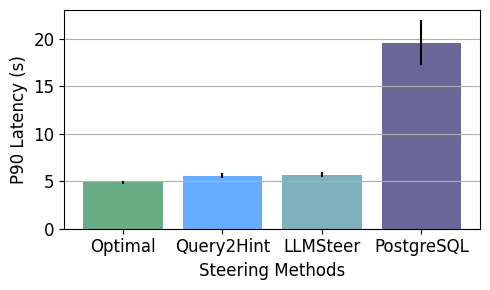 P90 Latency (s)
20
15
10
5
0
Optimal Query2Hint LLMSteer PostgreSQL
Steering Methods